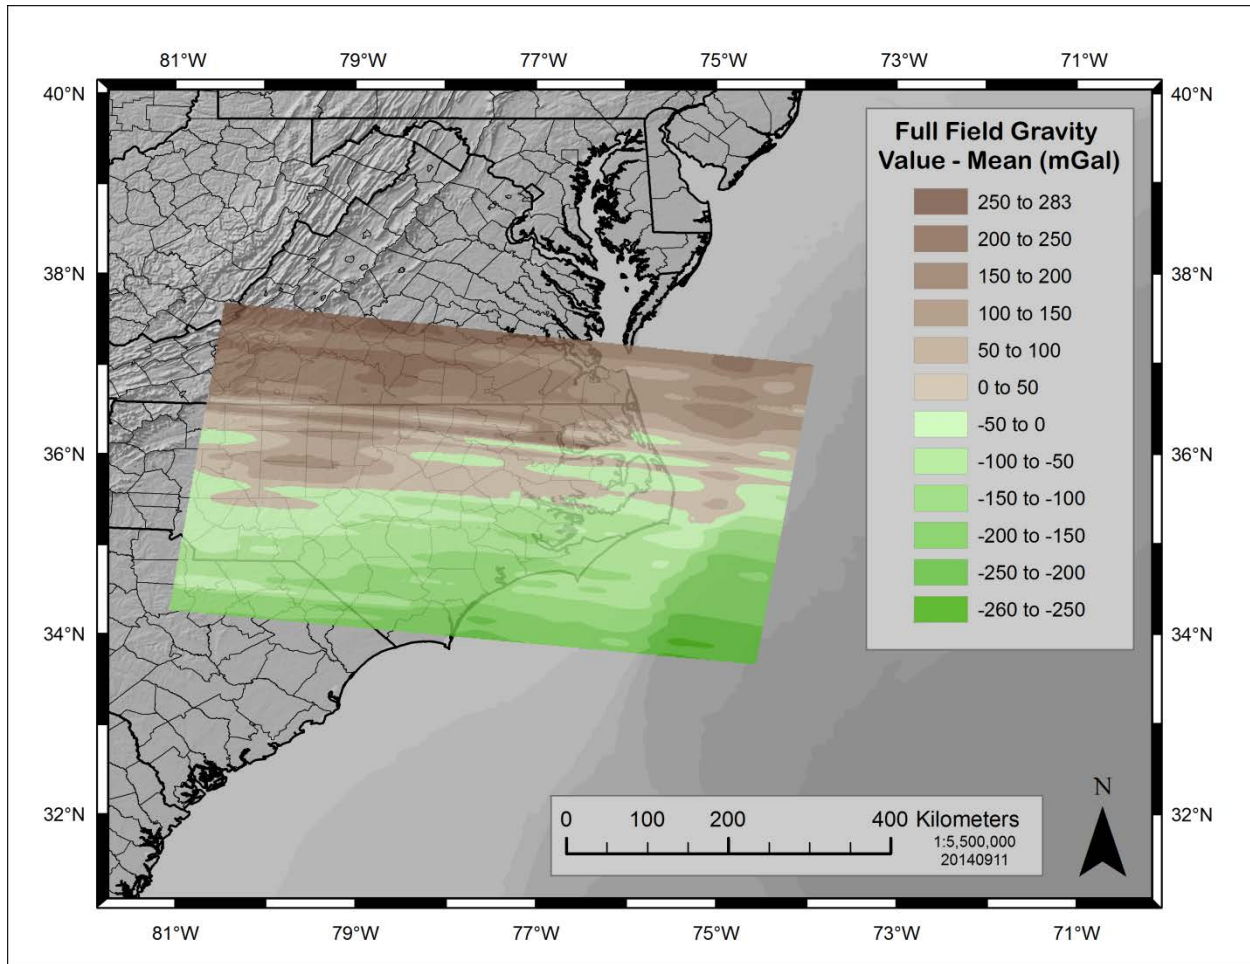 81°W 79°W 77°W 75°W 73°W 71°W
40°N 40°N
Full Field Gravity
Value - Mean (mGal)
250 to 283
200 to 250
150 to 200
100 to 150
50 to 100
0 to 50
-50 to 0
-100 to -50
-150 to -100
-200 to -150
-250 to -200
-260 to -250
38°N 38°N
36°N 36°N
34°N 34°N
32°N 32°N
0 100 200 400 Kilometers
1:5,500,000
20140911
N
81°W 79°W 77°W 75°W 73°W 71°W